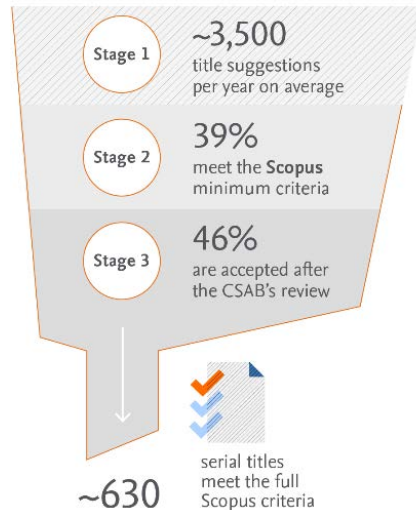 Stage 1
~3,500
title suggestions
per year on average
Stage 2
39%
meet the Scopus
minimum criteria
Stage 3
46%
are accepted after
the CSAB's review
~630
serial titles
meet the full
Scopus criteria